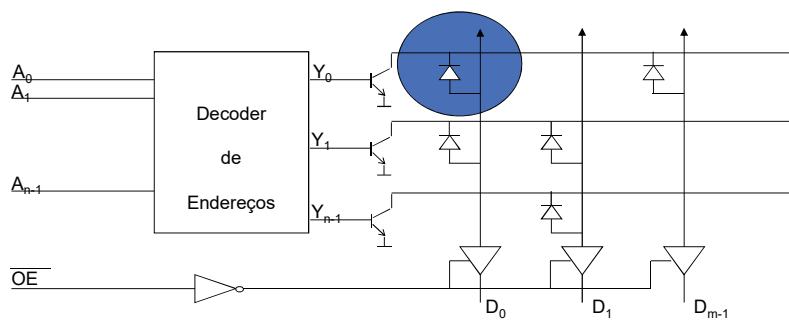 A0
A1
An-1
OE
Decoder
de
Endereços
Y0
Y1
Yn-1
D0
D1
Dm-1